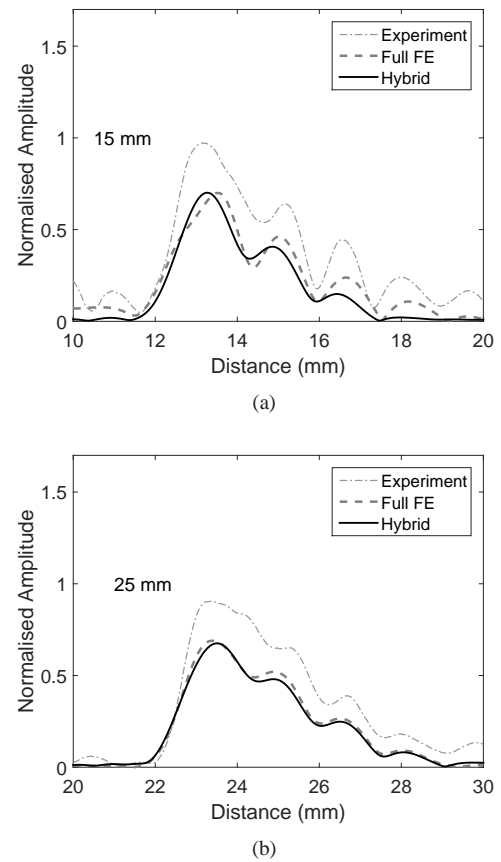 1.5
1
0.5
0
Normalised Amplitude
15 mm
Experiment
Full FE
Hybrid
10 12 14 16 18 20
Distance (mm)
(a)
1.5
1
0.5
0
Normalised Amplitude
25 mm
Experiment
Full FE
Hybrid
20 22 24 26 28 30
Distance (mm)
(b)